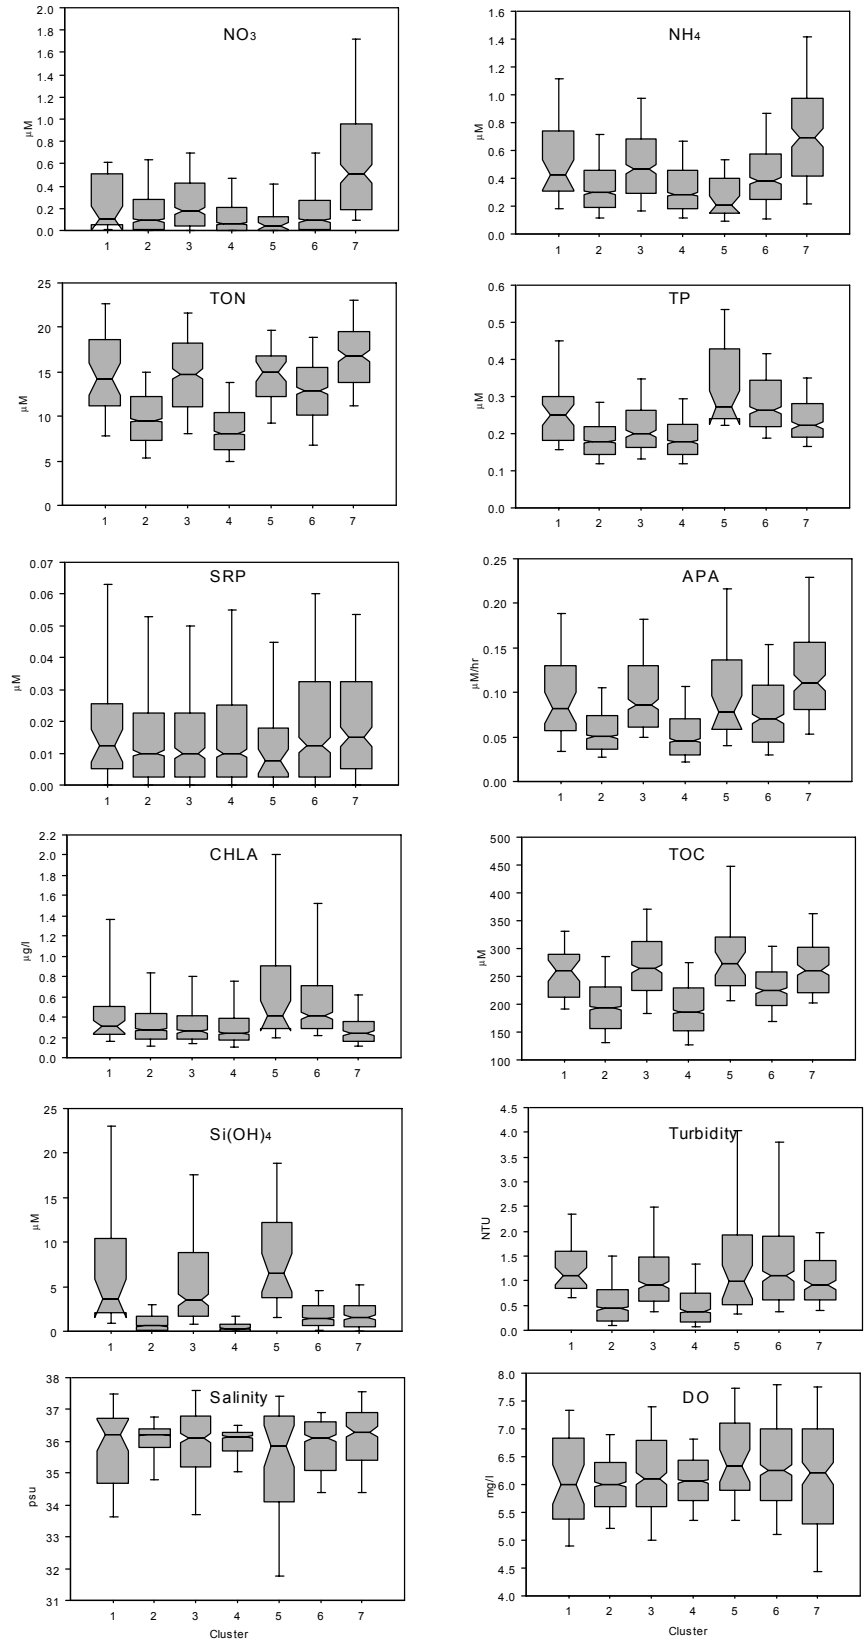 NO3
μM
2.0
1.8
1.6
1.4
1.2
1.0
0.8
0.6
0.4
0.2
0.0
1 2 3 4 5 6 7
NH4
μM
1.6
1.4
1.2
1.0
0.8
0.6
0.4
0.2
0.0
1 2 3 4 5 6 7
TON
μM
25
20
15
10
5
0
1 2 3 4 5 6 7
TP
μM
0.6
0.5
0.4
0.3
0.2
0.1
0.0
1 2 3 4 5 6 7
SRP
μM
0.07
0.06
0.05
0.04
0.03
0.02
0.01
0.00
1 2 3 4 5 6 7
APA
μM/hr
0.25
0.20
0.15
0.10
0.05
0.00
1 2 3 4 5 6 7
CHLA
μg/l
2.2
2.0
1.8
1.6
1.4
1.2
1.0
0.8
0.6
0.4
0.2
0.0
1 2 3 4 5 6 7
TOC
μM
500
450
400
350
300
250
200
150
100
1 2 3 4 5 6 7
Si(OH)4
μM
25
20
15
10
5
0
1 2 3 4 5 6 7
Turbidity
NTU
4.5
4.0
3.5
3.0
2.5
2.0
1.5
1.0
0.5
0.0
1 2 3 4 5 6 7
Salinity
psu
38
37
36
35
34
33
32
31
1 2 3 4 5 6 7
Cluster
DO
mg/l
8.0
7.5
7.0
6.5
6.0
5.5
5.0
4.5
4.0
1 2 3 4 5 6 7
Cluster